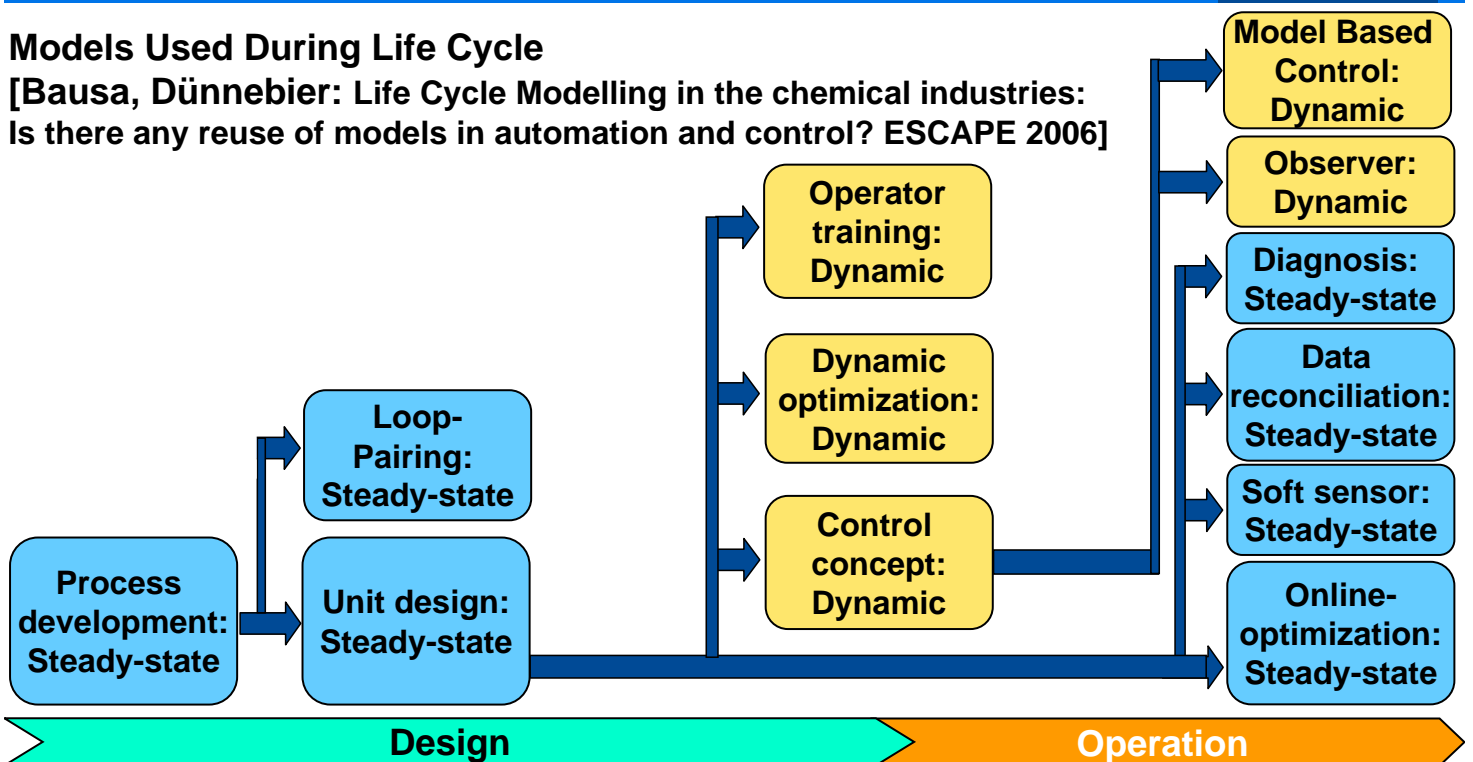 Models Used During Life Cycle
[Bausa, Dünnebier: Life Cycle Modelling in the chemical industries:
Is there any reuse of models in automation and control? ESCAPE 2006]
Process
development:
Steady-state
Loop-
Pairing:
Steady-state
Unit design:
Steady-state
Operator
training:
Dynamic
Dynamic
optimization:
Dynamic
Control
concept:
Dynamic
Model Based
Control:
Dynamic
Observer:
Dynamic
Diagnosis:
Steady-state
Data
reconciliation:
Steady-state
Soft sensor:
Steady-state
Online-
optimization:
Steady-state
Design
Operation